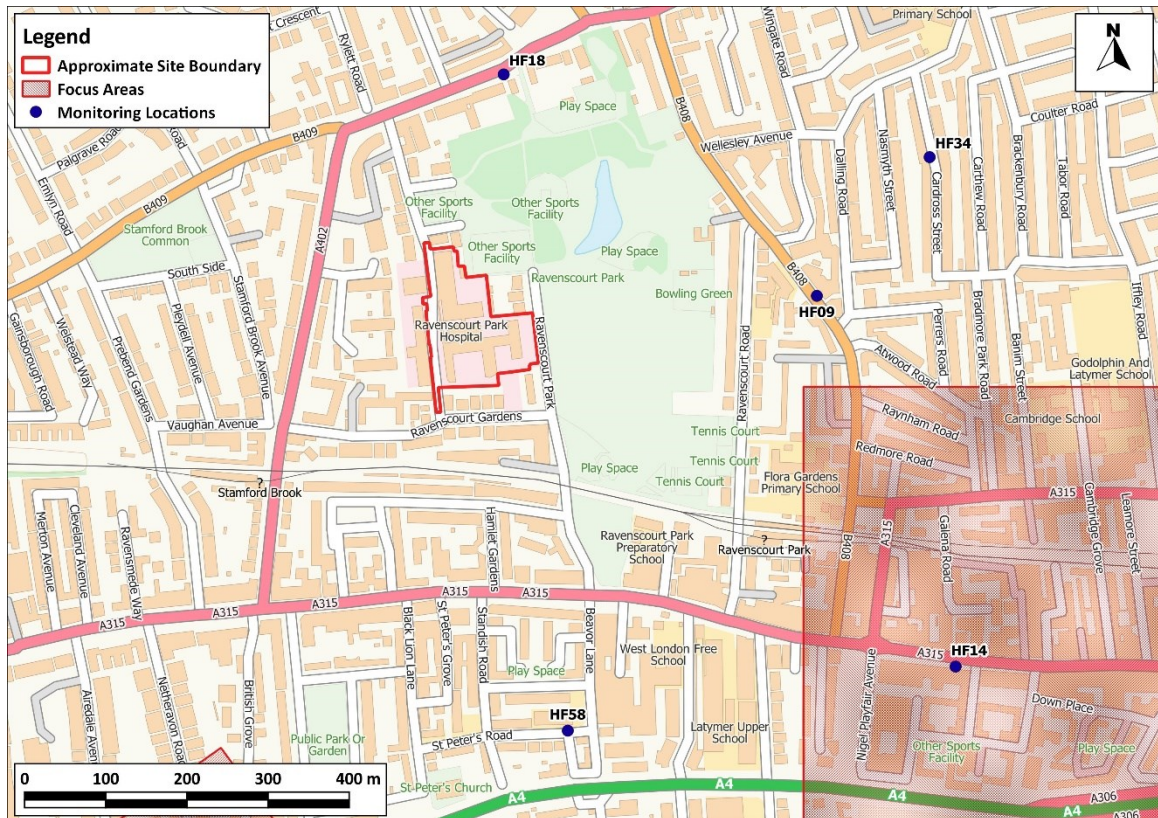 Legend
Approximate Site Boundary
Focus Areas
Monitoring Locations
N
Crescent
Rylett Road
HF18
Play Space
B408
Wingate Road
Primary School
Coulter Road
Palgrave Road
B409
Wellesley Avenue
Dalling Road
Nasmyth Street
HF34
Cardross Street
Carthew Road
Brackenbury Road
Tabor Road
Emlyn Road
B409
A402
Other Sports
Facility
Other Sports
Facility
Stamford Brook
Common
Other Sports
Facility
Play Space
South Side
Stamford Brook Avenue
Ravenscourt Park
Bowling Green
B408
HF09
Iffley Road
Gainsborough Road
Welstead Way
Prebend Gardens
Pleydell Avenue
Ravenscourt Park
Hospital
Ravenscourt Park
Ravenscourt Road
Perrers Road
Bradmore Park Road
Banim Street
Atwood Road
Godolphin And
Latymer School
Vaughan Avenue
Ravenscourt Gardens
Raynham Road
Cambridge School
Tennis Court
Redmore Road
Play Space
Tennis Court
Tennis Court
Flora Gardens
Primary School
?
Stamford Brook
A315
A315
Merton Avenue
Cleveland Avenue
Ravensmede Way
Hamlet Gardens
Ravenscourt Park
Preparatory
School
?
Ravenscourt Park
B408
Galena Road
Cambridge Grove
Leamore Street
A315
A315
A315
A315
A315
Black Lion Lane
St Peter's Grove
Standish Road
Beavor Lane
West London Free
School
A315
HF14
Play Space
Airedale Avenue
Netheravon Road
British Grove
Public Park Or
Garden
HF58
St Peter's Road
Latymer Upper
School
Nigel Playfair Avenue
Down Place
Other Sports
Facility
Play Space
St Peter's Church
0 100 200 300 400 m
A4
A4
A4
A4
A306
A306